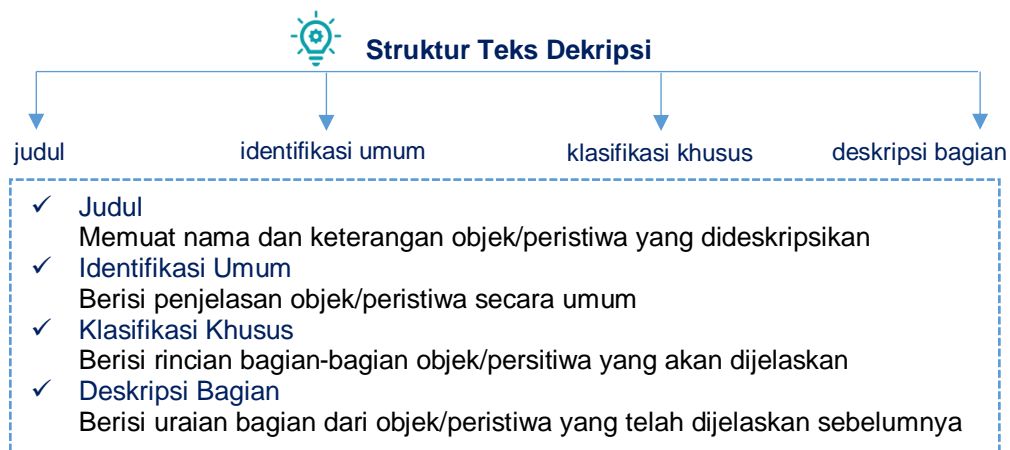 Struktur Teks Dekripsi
judul identifikasi umum klasifikasi khusus deskripsi bagian
✓ Judul
Memuat nama dan keterangan objek/peristiwa yang dideskripsikan
✓ Identifikasi Umum
Berisi penjelasan objek/peristiwa secara umum
✓ Klasifikasi Khusus
Berisi rincian bagian-bagian objek/persitiwa yang akan dijelaskan
✓ Deskripsi Bagian
Berisi uraian bagian dari objek/peristiwa yang telah dijelaskan sebelumnya